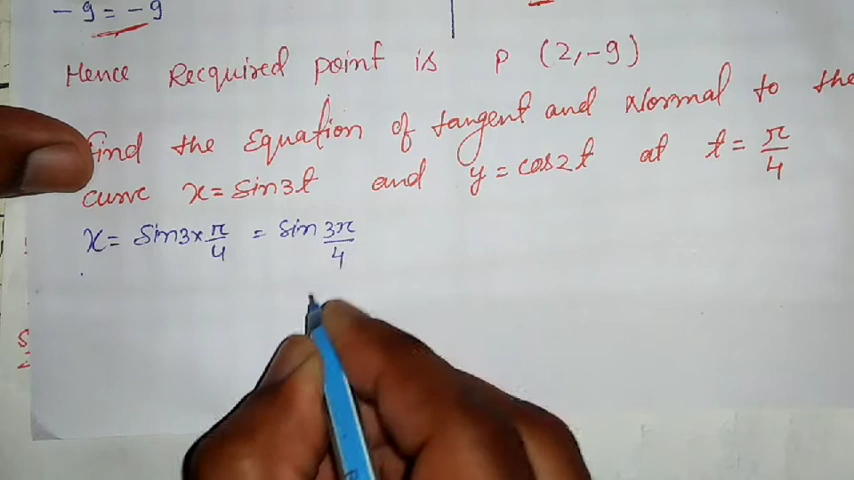 - 9 = - 9
Hence Recquired point is P (2,-9)
Find the Equation of tangent and Normal to the
curve x = sin3t and y = cos2t at t = π/4
x = sin3×π/4 = sin 3π/4